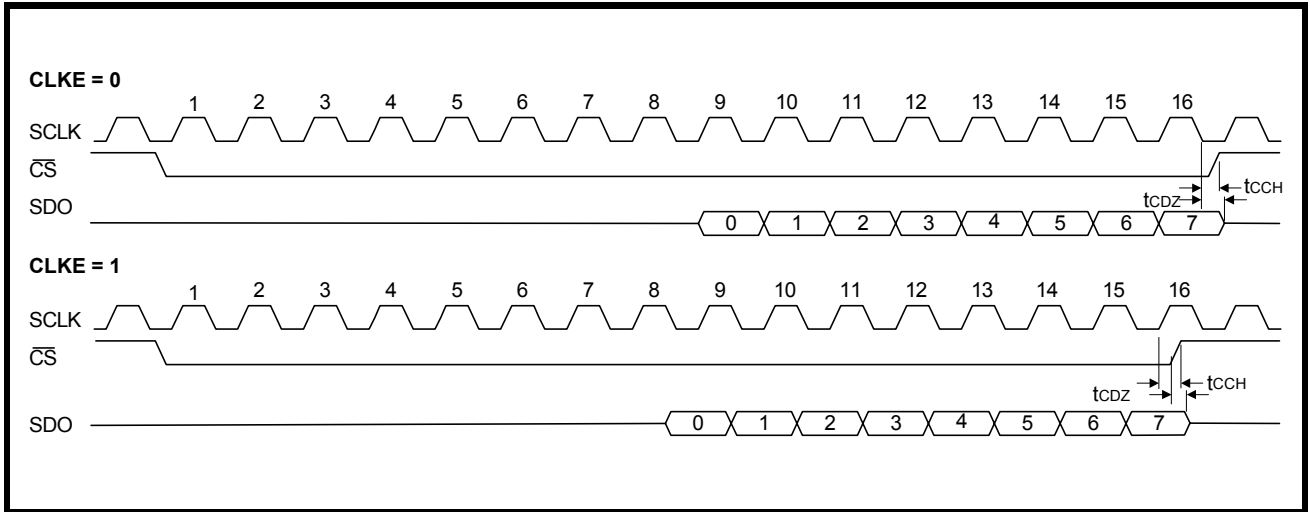 CLKE = 0
1 2 3 4 5 6 7 8 9 10 11 12 13 14 15 16
SCLK
CS
tCCH
tCDZ
SDO
0 1 2 3 4 5 6 7
CLKE = 1
1 2 3 4 5 6 7 8 9 10 11 12 13 14 15 16
SCLK
CS
tCDZ tCCH
SDO
0 1 2 3 4 5 6 7